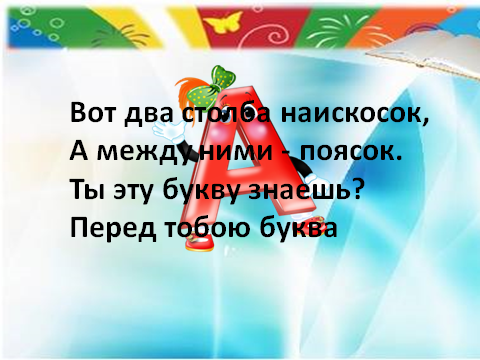 Вот два столба наискосок,
А между ними - поясок.
Ты эту букву знаешь?
Перед тобою буква
А